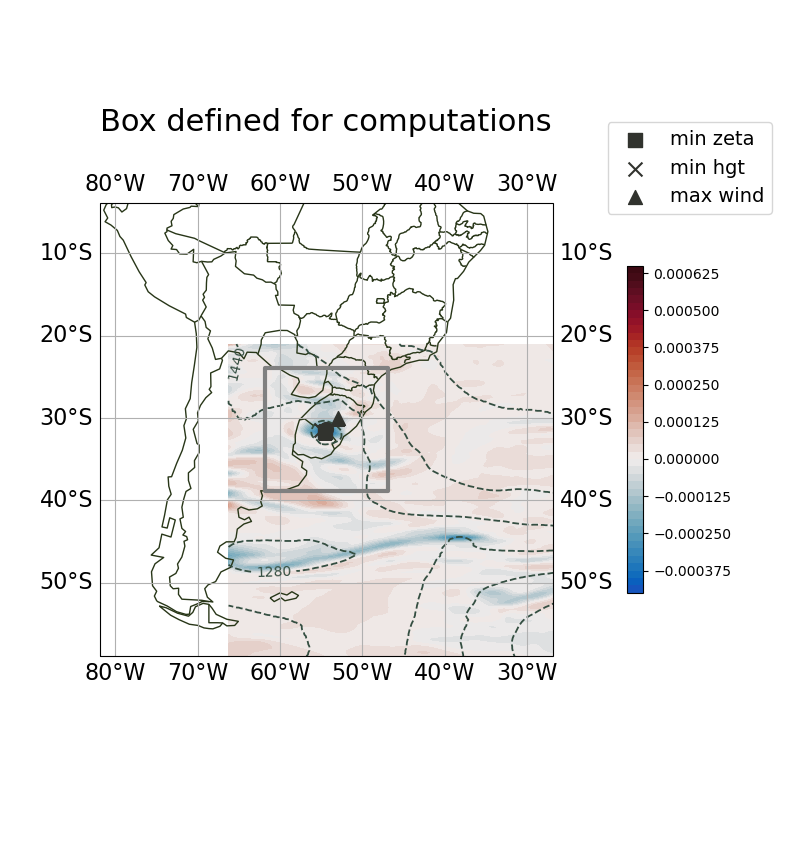 Box defined for computations
min zeta
min hgt
max wind
80°W 70°W 60°W 50°W 40°W 30°W
10°S 10°S
20°S 20°S
30°S 30°S
40°S 40°S
50°S 50°S
80°W 70°W 60°W 50°W 40°W 30°W
1440
1280
0.000625
0.000500
0.000375
0.000250
0.000125
0.000000
−0.000125
−0.000250
−0.000375